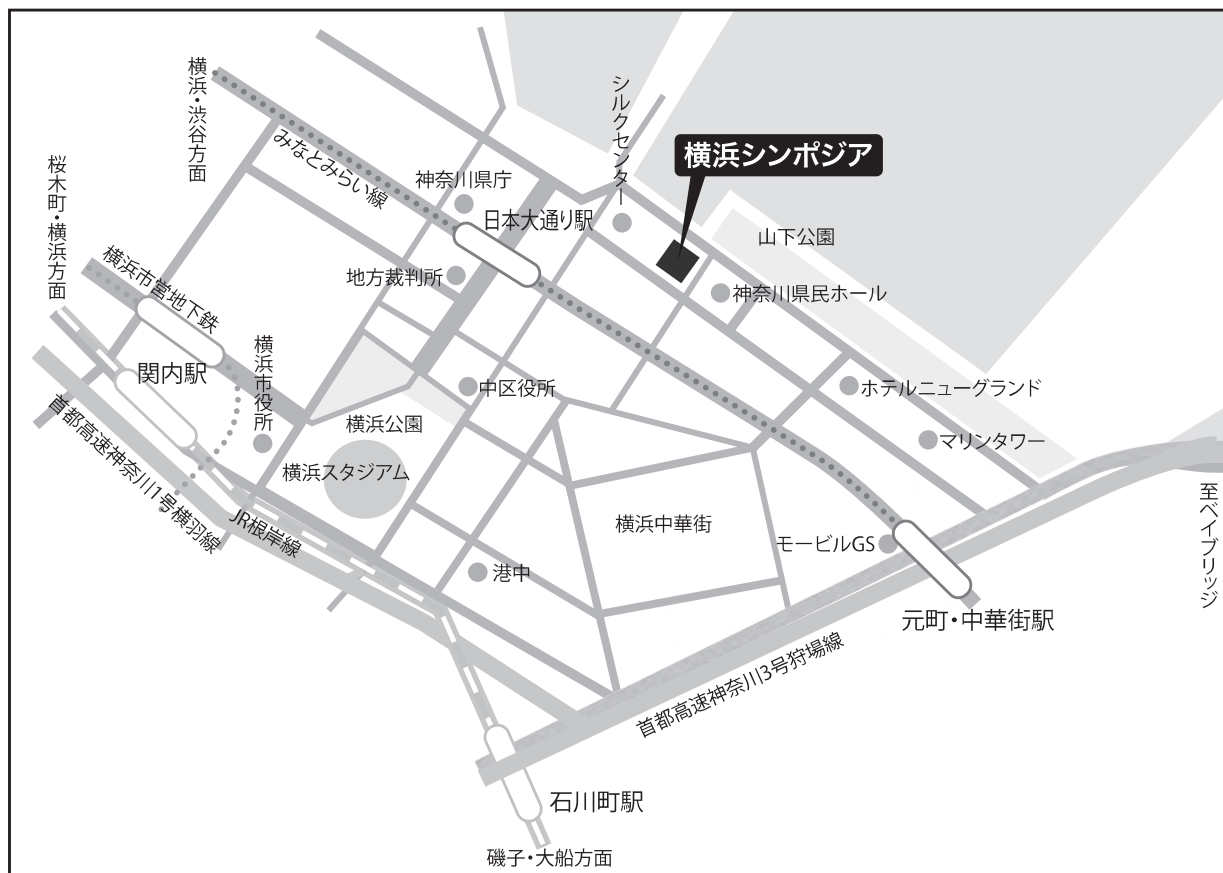 横浜・渋谷方面
シルクセンター
横浜シンポジア
みなとみらい線
桜木町・横浜方面
神奈川県庁
日本大通り駅
山下公園
横浜市営地下鉄
地方裁判所
神奈川県民ホール
関内駅
横浜市役所
中区役所
ホテルニューグランド
横浜公園
マリンタワー
首都高速神奈川1号横羽線
横浜スタジアム
至ベイブリッジ
JR根岸線
横浜中華街
モービルGS
港中
元町・中華街駅
首都高速神奈川3号狩場線
石川町駅
磯子・大船方面